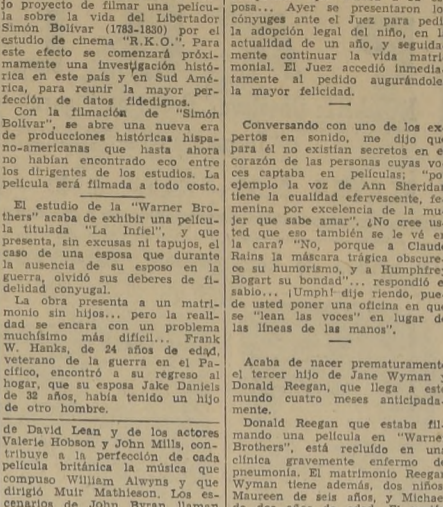 jo proyecto de filmar una pelícu-
la sobre la vida del Libertador
Simón Bolívar (1783-1830) por el
estudio de cinema "R.K.O.". Para
este efecto se comenzará próxi-
mamente una investigación histó-
rica en este país y en Sud Amé-
rica, para reunir la mayor per-
fección de datos fidedignos.
Con la filmación de "Simón
Bolívar", se abre una nueva era
de producciones históricas hispa-
no-americanas que hasta ahora
no habían encontrado eco entre
los dirigentes de los estudios. La
película será filmada a todo costo.
El estudio de la "Warner Bro-
thers" acaba de exhibir una pelícu-
la titulada "La Infiel", y que
presenta, sin excusas ni tapujos, el
caso de una esposa que durante
la ausencia de su esposo en la
guerra, olvidó sus deberes de fi-
delidad conyugal.
La obra presenta a un matri-
monio sin hijos... pero la reali-
dad se encara con un problema
muchísimo más difícil... Frank
W. Hanks, de 24 años de edad,
veterano de la guerra en el Pa-
cífico, encontró a su regreso al
hogar, que su esposa Jake Daniels
de 32 años, había tenido un hijo
de otro hombre.
de David Lean y de los actores
Valerie Hobson y John Mills, con-
tribuye a la perfección de cada
película británica la música que
compuso William Alwyns y que
dirigió Muir Mathieson. Los es-
cenarios de John Bryan llaman
posa... Ayer se presentaron lo
cónyuges ante el Juez para pedi
la adopción legal del niño, en l
actualidad de un año, y seguida
mente continuar la vida matri
monial. El Juez accedió inmedia
tamente al pedido augurándole
la mayor felicidad.
Conversando con uno de los ex
pertos en sonido, me dijo qu
para él no existían secretos en e
corazón de las personas cuyas vo
ces captaba en películas; "po
ejemplo la voz de Ann Sherida
tiene la cualidad efervescente, fe
menina por excelencia de la mu
jer que sabe amar". ¿No cree us
ted que eso también se le vé e
la cara? "No, porque a Claud
Rains la máscara trágica obscure
ce su humorismo, y a Humphfre
Bogart su bondad"... respondió e
sabio... ¡Umph! dije riendo, pue
de usted poner una oficina en qu
se "lean las voces" en lugar d
las líneas de las manos".
Acaba de nacer prematuramente
el tercer hijo de Jane Wyman
Donald Reegan, que llega a est
mundo cuatro meses anticipada
mente.
Donald Reegan que estaba fil
mando una película en "Warne
Brothers", está recluído en un
clínica gravemente enfermo d
pneumonía. El matrimonio Reega
Wyman tiene además, dos niños
Maureen de seis años, y Michae